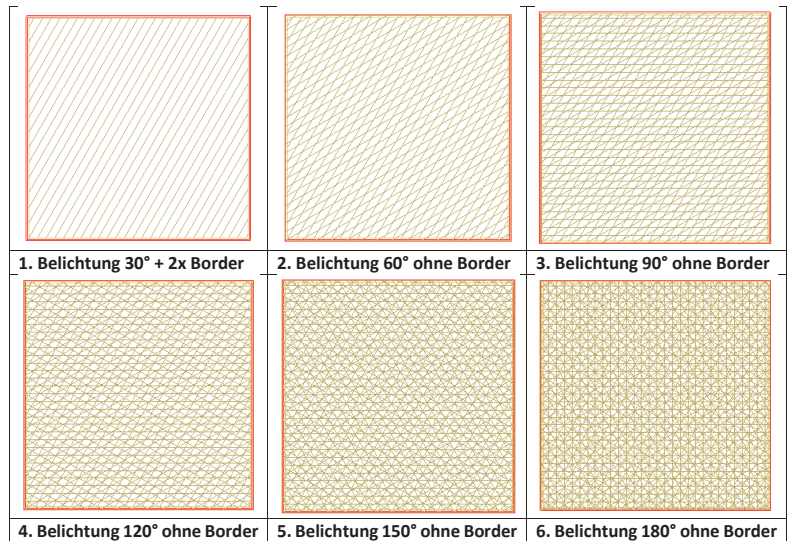 1. Belichtung 30° + 2x Border
2. Belichtung 60° ohne Border
3. Belichtung 90° ohne Border
4. Belichtung 120° ohne Border
5. Belichtung 150° ohne Border
6. Belichtung 180° ohne Border